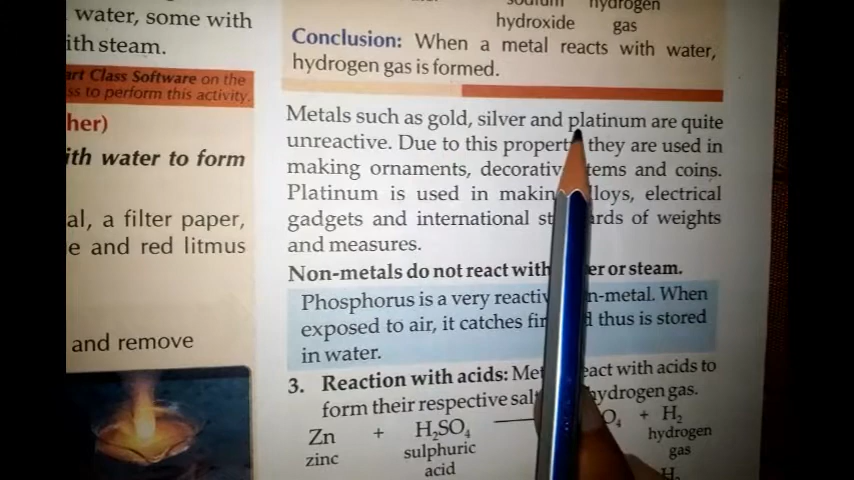 water, some with
ith steam.
art Class Software on the
ss to perform this activity.
her)
ith water to form
al, a filter paper,
e and red litmus
and remove
hydrogen
hydroxide gas
Conclusion: When a metal reacts with water,
hydrogen gas is formed.
Metals such as gold, silver and platinum are quite
unreactive. Due to this propert they are used in
making ornaments, decorativ tems and coins.
Platinum is used in makin lloys, electrical
gadgets and international st rds of weights
and measures.
Non-metals do not react with er or steam.
Phosphorus is a very reactiv n-metal. When
exposed to air, it catches fir d thus is stored
in water.
3. Reaction with acids: Met eact with acids to
form their respective sal ydrogen gas.
Zn + H₂SO₄ O₄ + H₂
zinc sulphuric acid hydrogen gas
H